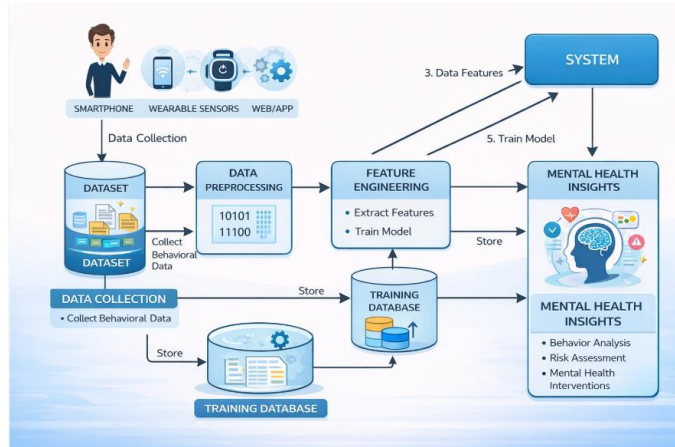 SYSTEM
3. Data Features
SMARTPHONE
WEARABLE SENSORS
WEB/APP
Data Collection
5. Train Model
DATASET
DATA
PREPROCESSING
10101
11100
FEATURE
ENGINEERING
• Extract Features
• Train Model
MENTAL HEALTH
INSIGHTS
Collect
Behavioral
Data
Store
DATASET
DATA COLLECTION
• Collect Behavioral Data
Store
TRAINING
DATABASE
MENTAL HEALTH
INSIGHTS
• Behavior Analysis
• Risk Assessment
• Mental Health
Interventions
Store
TRAINING DATABASE